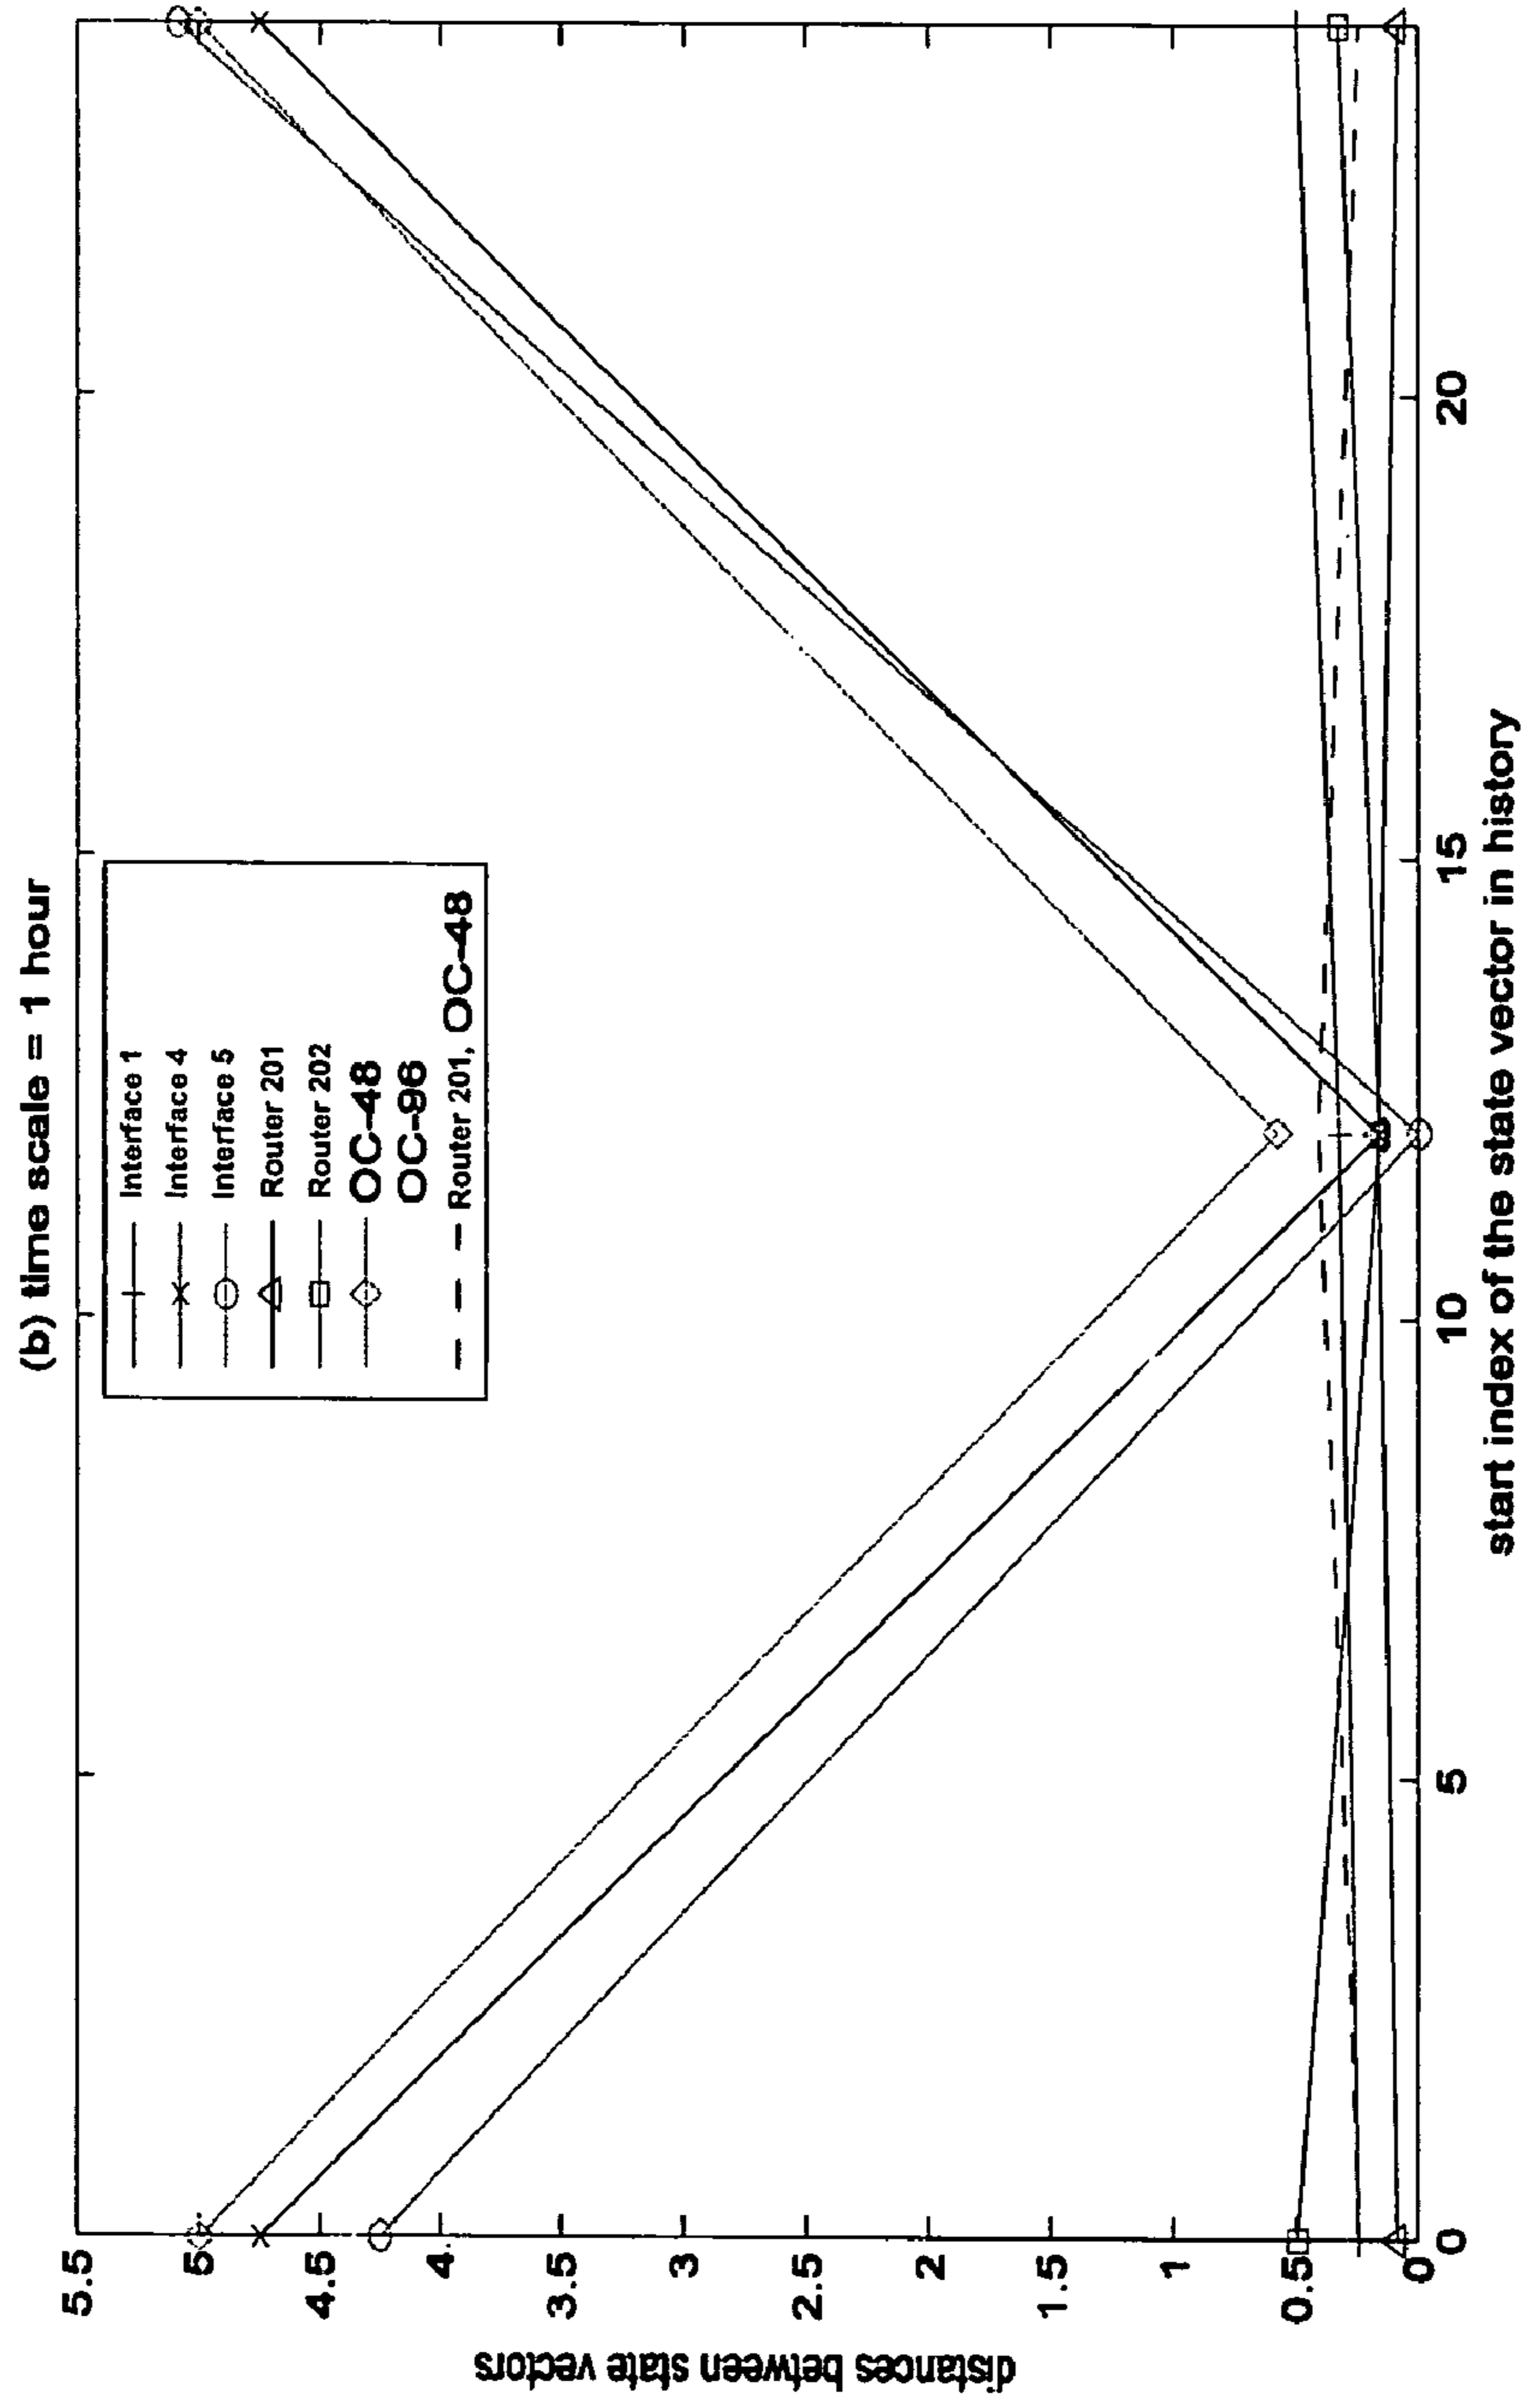 (b) time scale = 1 hour
Interface 1
Interface 4
Interface 5
Router 201
Router 202
OC-48
OC-96
Router 201, OC-48
distances between state vectors
5.5
5
4.5
4
3.5
3
2.5
2
1.5
1
0.5
0
0
5
10
15
20
start index of the state vector in history